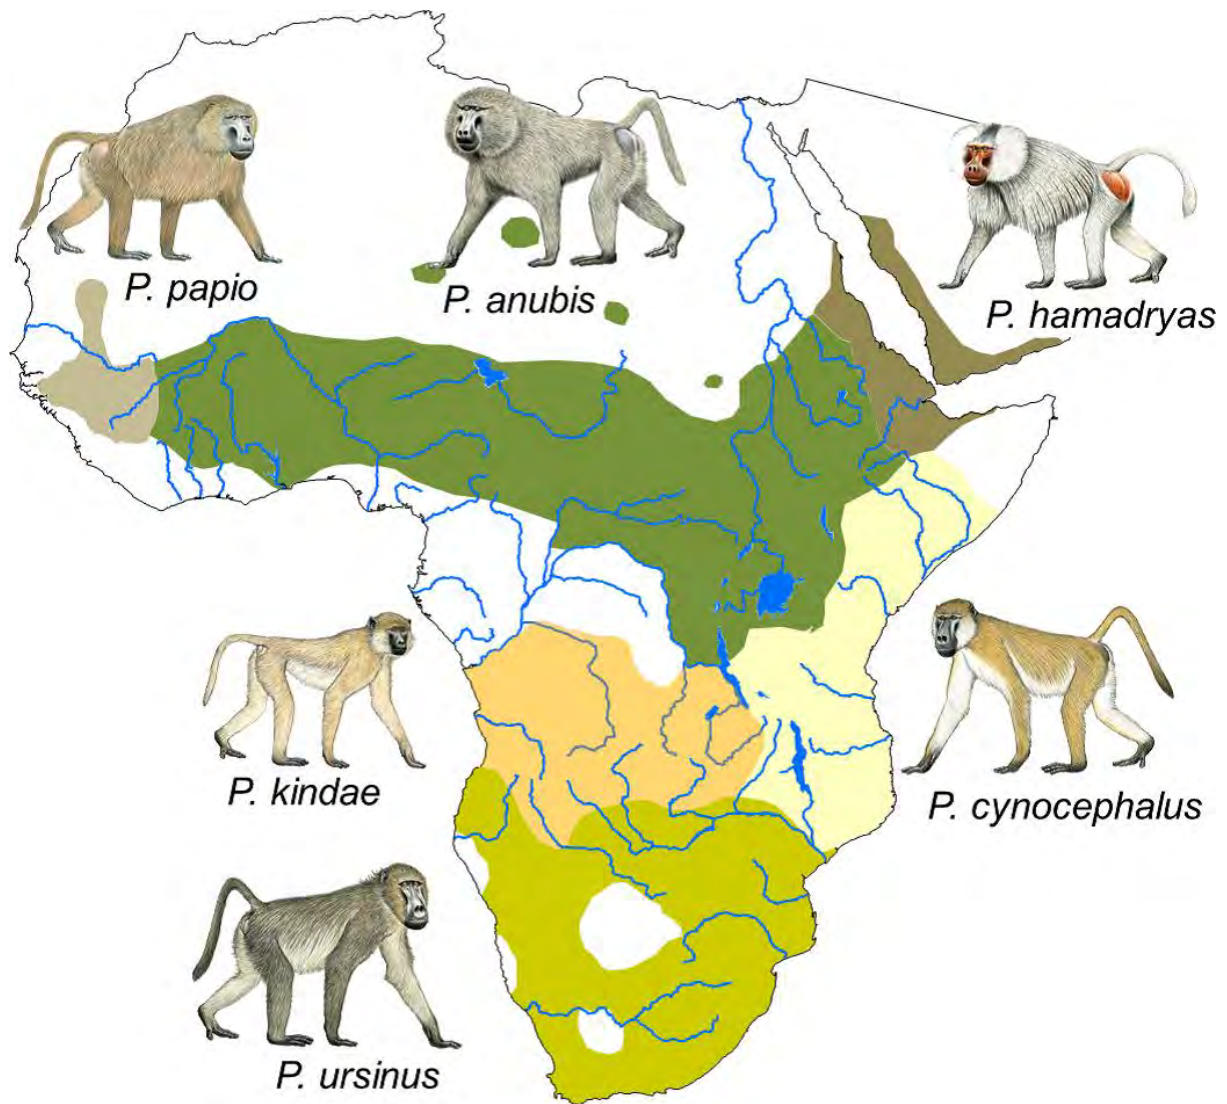 P. papio
P. anubis
P. hamadryas
P. kindae
P. cynocephalus
P. ursinus